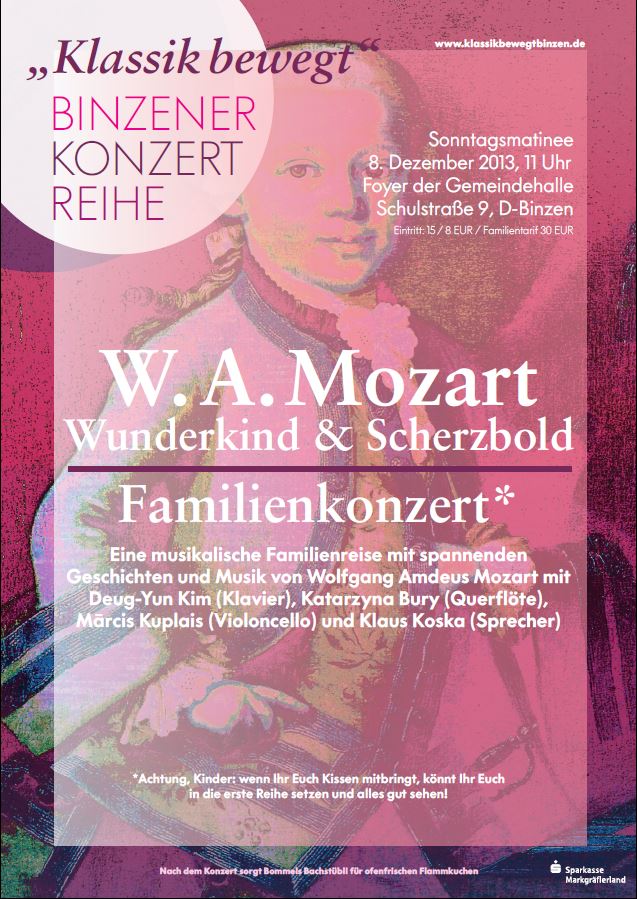 „Klassik bewegt“
www.klassikbewegtbinzen.de
BINZENER
KONZERT
REIHE
Sonntagsmatinee
8. Dezember 2013, 11 Uhr
Foyer der Gemeindehalle
Schulstraße 9, D-Binzen
Eintritt: 15 / 8 EUR / Familientarif 30 EUR
W. A. Mozart
Wunderkind & Scherzbold
Familienkonzert*
Eine musikalische Familienreise mit spannenden
Geschichten und Musik von Wolfgang Amdeus Mozart mit
Deug-Yun Kim (Klavier), Katarzyna Bury (Querflöte),
Mārcis Kuplais (Violoncello) und Klaus Koska (Sprecher)
*Achtung, Kinder: wenn Ihr Euch Kissen mitbringt, könnt Ihr Euch
in die erste Reihe setzen und alles gut sehen!
Nach dem Konzert sorgt Bommels Bachstübli für ofenfrischen Flammkuchen
Sparkasse
Markgräflerland